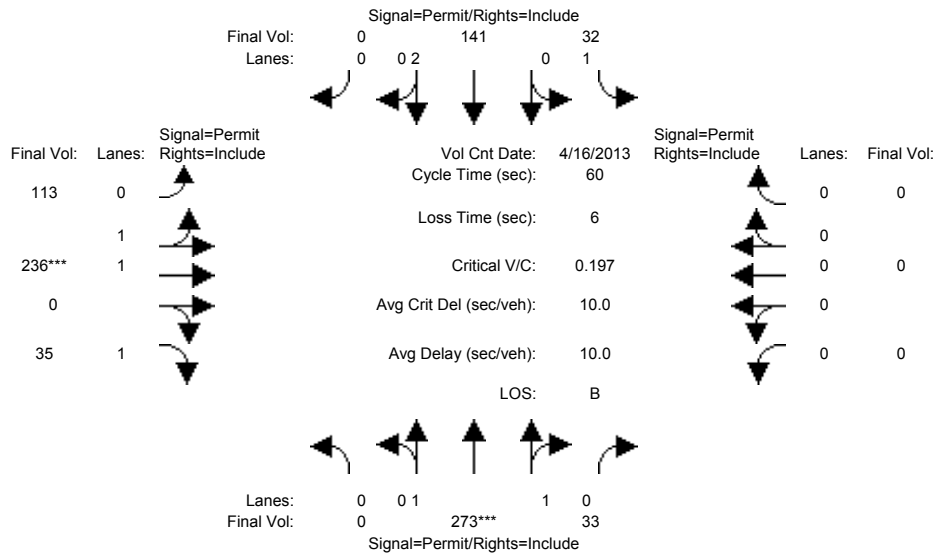 Signal=Permit/Rights=Include
Final Vol: 0 141 32
Lanes: 0 0 2 0 1
Signal=Permit
Final Vol: Lanes: Rights=Include
Vol Cnt Date: 4/16/2013
Signal=Permit
Rights=Include Lanes: Final Vol:
Cycle Time (sec): 60
113 0
0 0
Loss Time (sec): 6
1
0
236*** 1
Critical V/C: 0.197
0 0
0
Avg Crit Del (sec/veh): 10.0
0
35 1
Avg Delay (sec/veh): 10.0
0 0
LOS: B
Lanes: 0 0 1 1 0
Final Vol: 0 273*** 33
Signal=Permit/Rights=Include